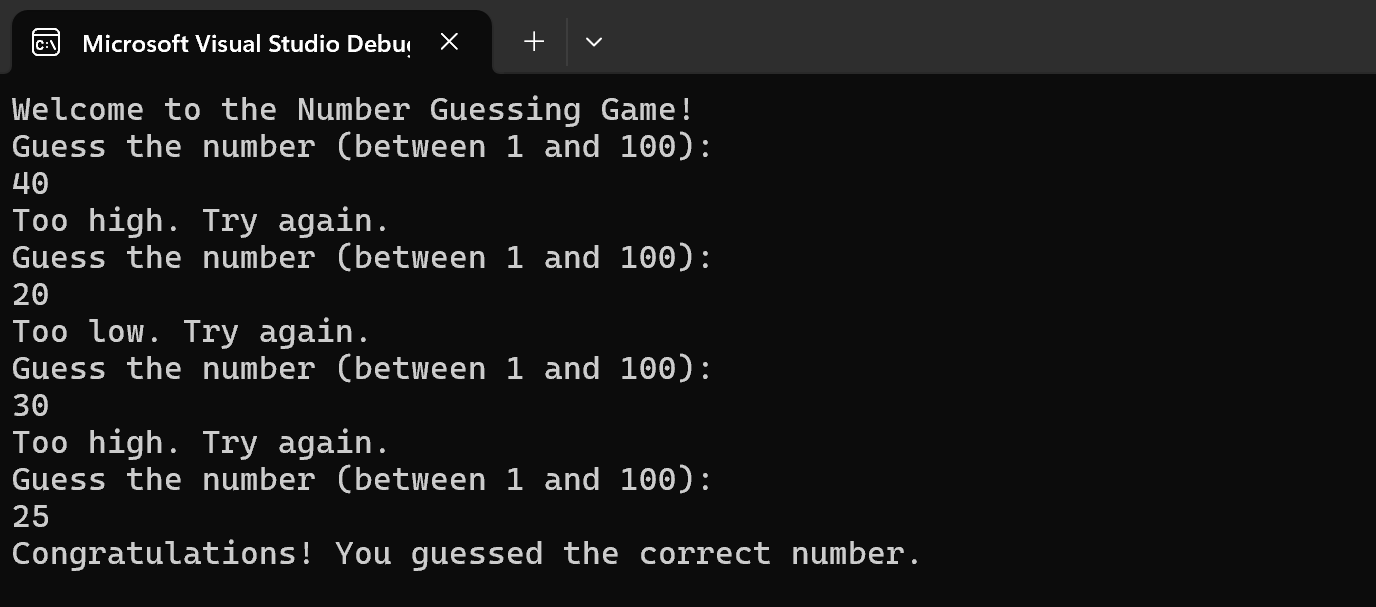 Microsoft Visual Studio Debug
Welcome to the Number Guessing Game!
Guess the number (between 1 and 100):
40
Too high. Try again.
Guess the number (between 1 and 100):
20
Too low. Try again.
Guess the number (between 1 and 100):
30
Too high. Try again.
Guess the number (between 1 and 100):
25
Congratulations! You guessed the correct number.